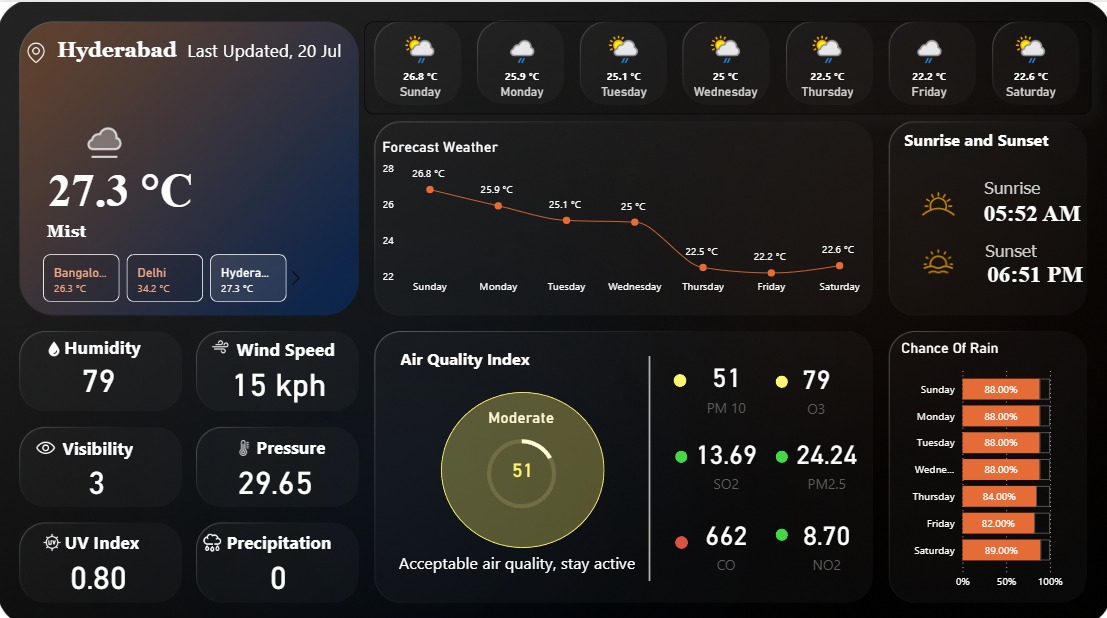 Hyderabad Last Updated, 20 Jul
27.3 °C
Mist
Bangalo... Delhi Hydera...
26.3 °C 34.2 °C 27.3 °C
26.8 °C 25.9 °C 25.1 °C 25 °C 22.5 °C 22.2 °C 22.6 °C
Sunday Monday Tuesday Wednesday Thursday Friday Saturday
Forecast Weather
28
26
24
22
26.8 °C 25.9 °C 25.1 °C 25 °C 22.5 °C 22.2 °C 22.6 °C
Sunday Monday Tuesday Wednesday Thursday Friday Saturday
Sunrise and Sunset
Sunrise
05:52 AM
Sunset
06:51 PM
Humidity
79
Wind Speed
15 kph
Visibility
3
Pressure
29.65
UV
UV Index
0.80
Precipitation
0
Air Quality Index
Moderate
51
Acceptable air quality, stay active
51 79
PM 10 O3
13.69 24.24
SO2 PM2.5
662 8.70
CO NO2
Chance Of Rain
Sunday 88.00%
Monday 88.00%
Tuesday 88.00%
Wedne... 88.00%
Thursday 84.00%
Friday 82.00%
Saturday 89.00%
0% 50% 100%